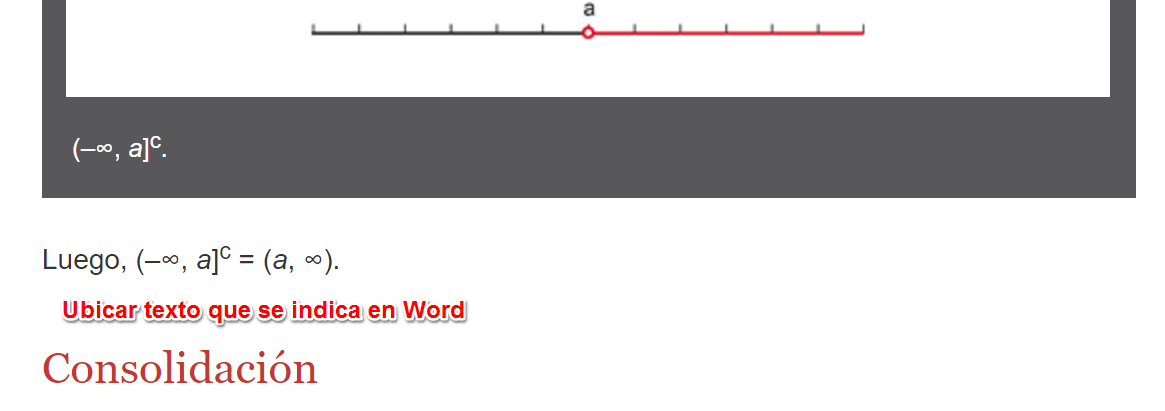 a
(–∞, a]ᶜ.
Luego, (–∞, a]ᶜ = (a, ∞).
Ubicar texto que se indica en Word
Consolidación